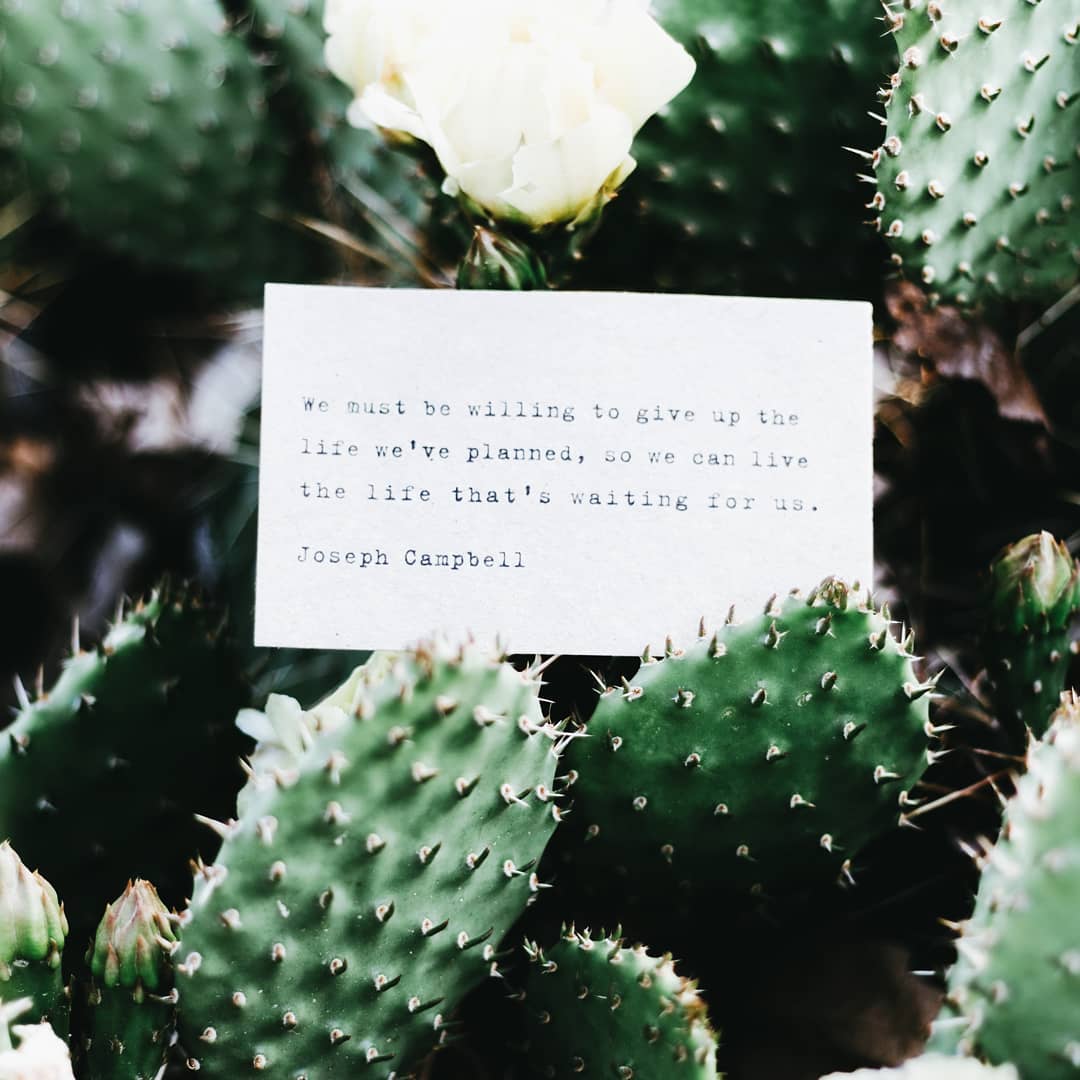 We must be willing to give up the
life we've planned, so we can live
the life that's waiting for us.
Joseph Campbell